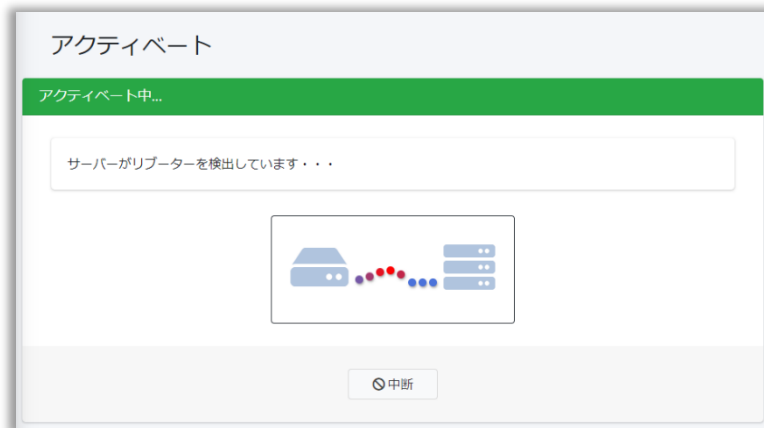 アクティベート
アクティベート中...
サーバーがリブーターを検出しています・・・
中断